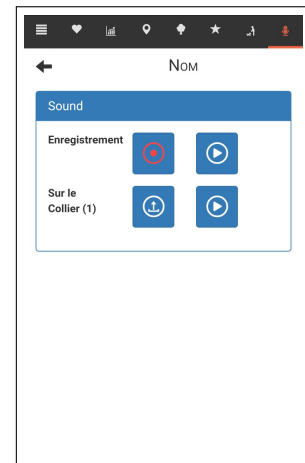 Nom
Sound
Enregistrement
Sur le
Collier (1)